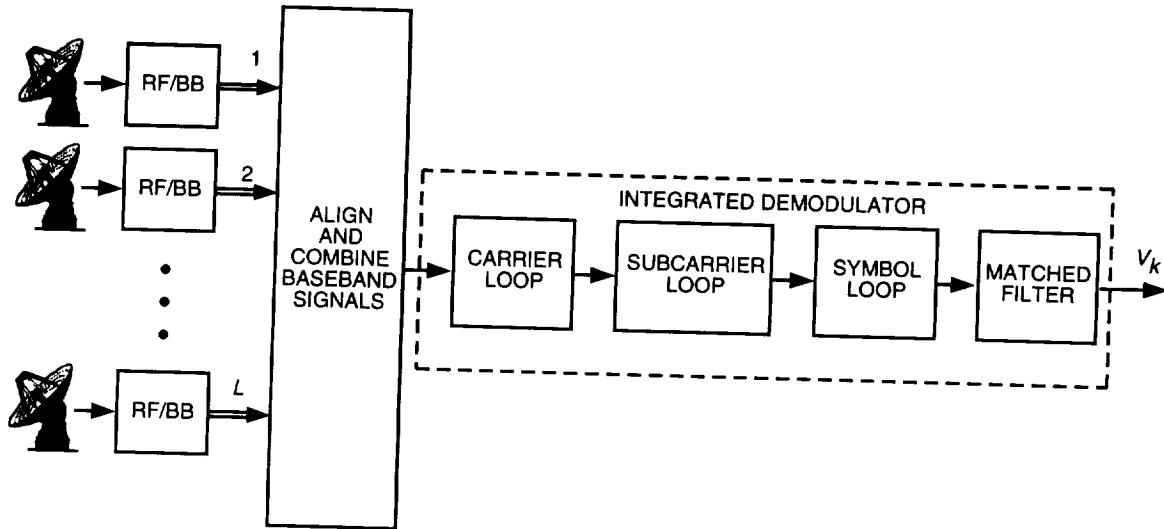 RF/BB
1
RF/BB
2
RF/BB
L
ALIGN
AND
COMBINE
BASEBAND
SIGNALS
INTEGRATED DEMODULATOR
CARRIER
LOOP
SUBCARRIER
LOOP
SYMBOL
LOOP
MATCHED
FILTER
Vk